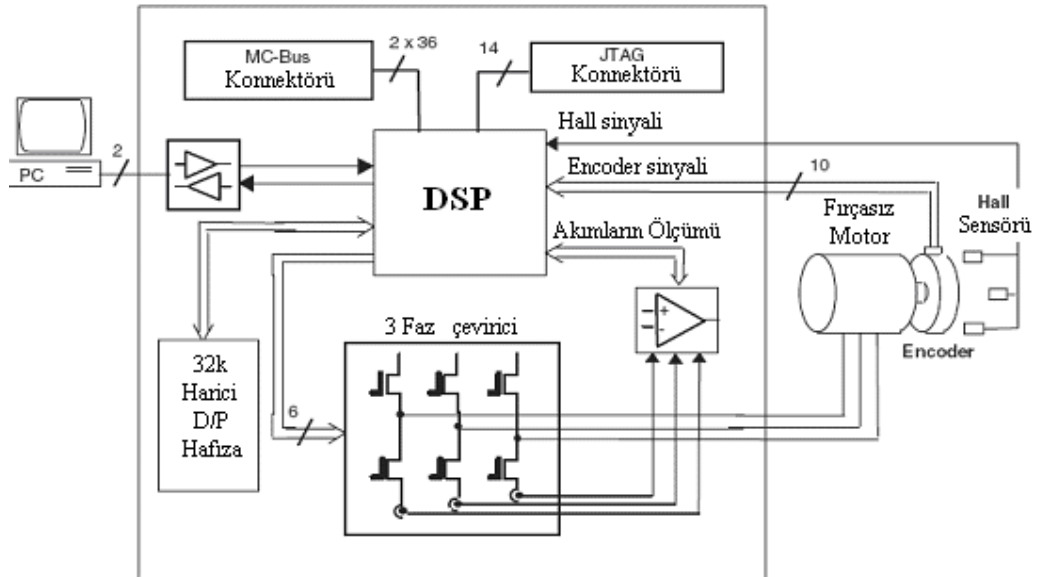 MC-Bus
Konnektörü
2 x 36
14
JTAG
Konnektörü
PC
2
DSP
Hall sinyali
Encoder sinyali
10
Akımların Ölçümü
Fırçasız
Motor
Hall
Sensörü
Encoder
3 Faz çevirici
+
-
32k
Harici
D/P
Hafıza
6